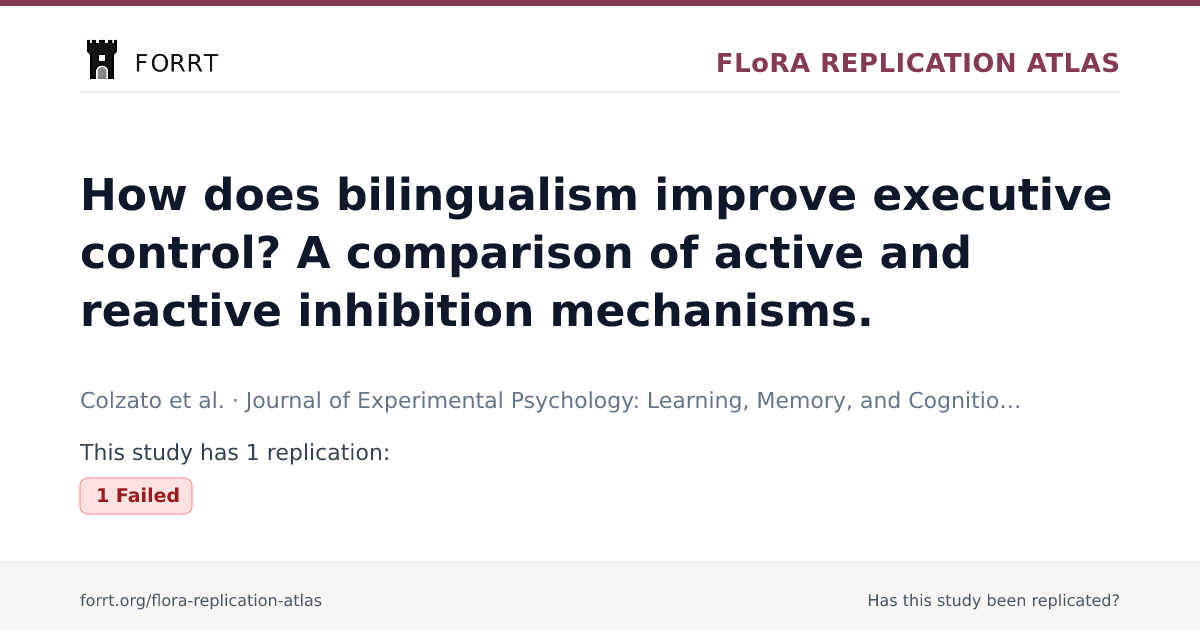 FORRT
FLoRA REPLICATION ATLAS
How does bilingualism improve executive
control? A comparison of active and
reactive inhibition mechanisms.
Colzato et al. · Journal of Experimental Psychology: Learning, Memory, and Cognitio…
This study has 1 replication:
1 Failed
forrt.org/flora-replication-atlas
Has this study been replicated?